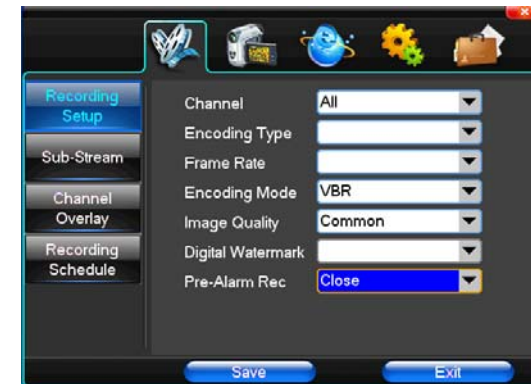 Recording
Setup
Sub-Stream
Channel
Overlay
Recording
Schedule
Channel All
Encoding Type
Frame Rate
Encoding Mode VBR
Image Quality Common
Digital Watermark
Pre-Alarm Rec Close
Save Exit